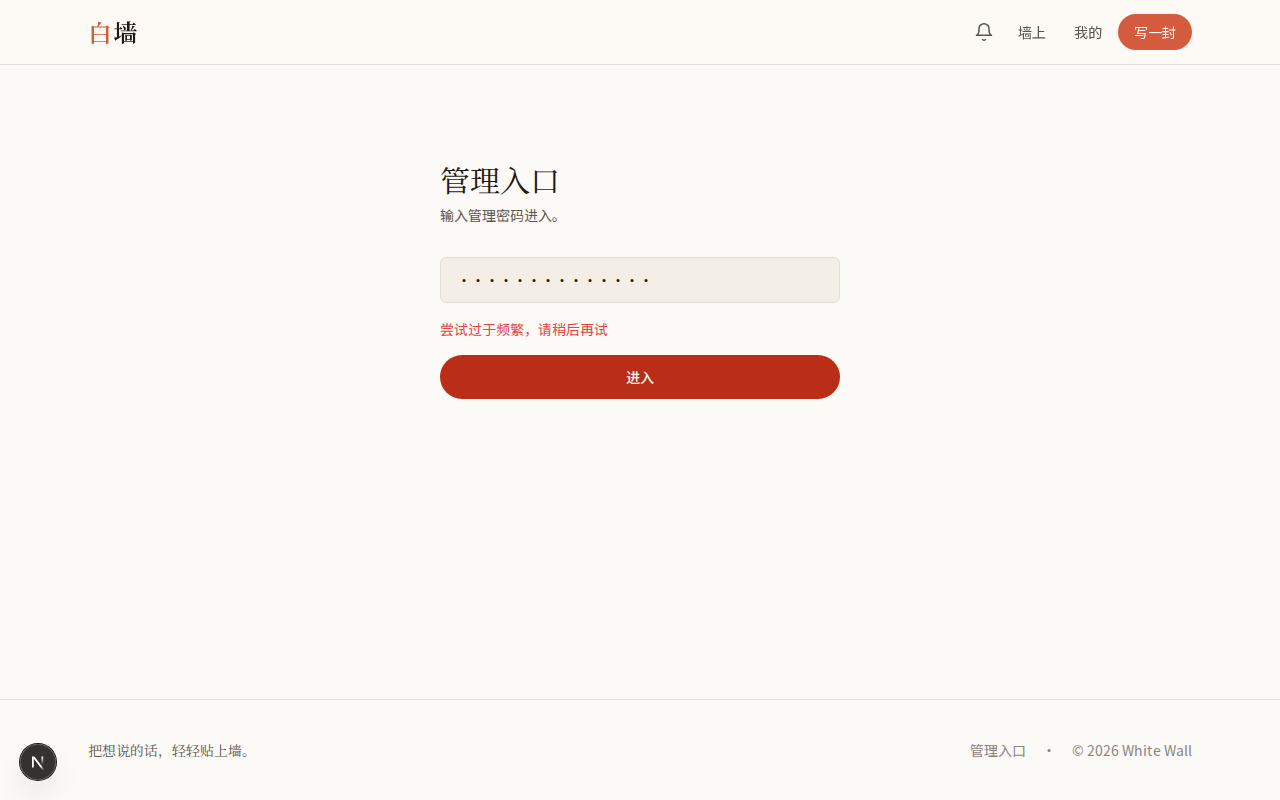 白墙
墙上
我的
写一封
管理入口
输入管理密码进入。
••••••••••••••
尝试过于频繁，请稍后再试
进入
把想说的话，轻轻贴上墙。
管理入口 · © 2026 White Wall
N